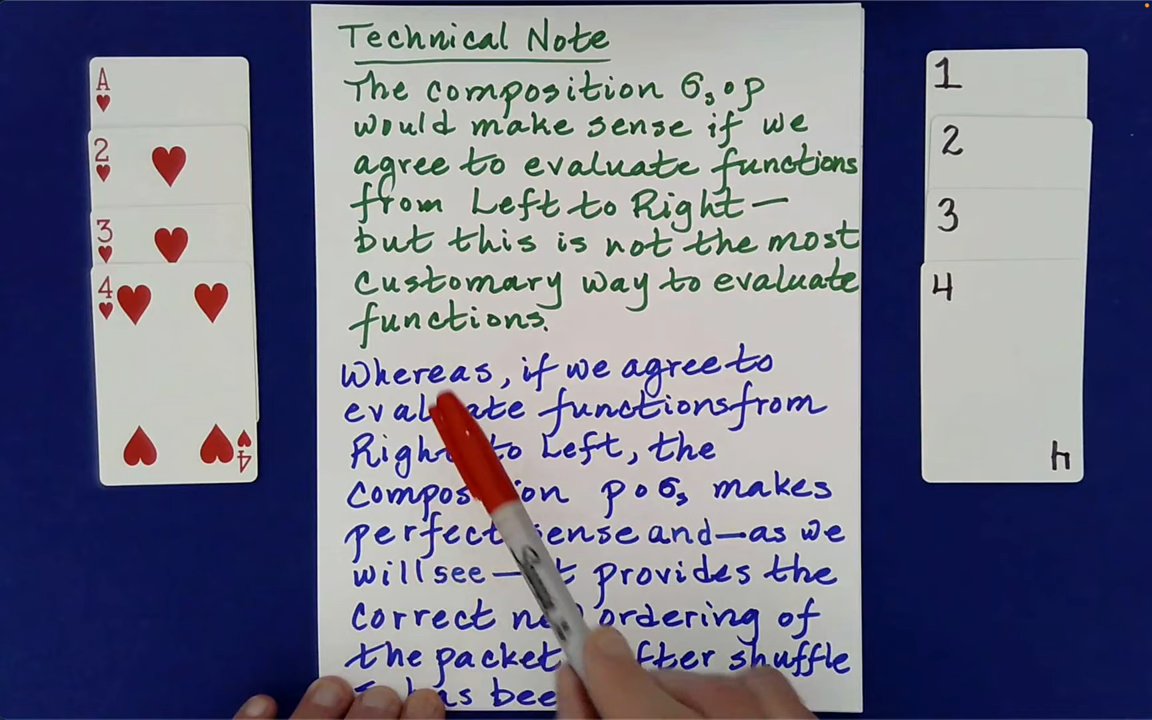 A
2
3
4
4
Technical Note
The composition σ₃∘p
would make sense if we
agree to evaluate functions
from Left to Right—
but this is not the most
customary way to evaluate
functions.
Whereas, if we agree to
evaluate functions from
Right to Left, the
composition p∘σ₃ makes
perfect sense and—as we
will see— provides the
correct ordering of
the packet after shuffle
has
1
2
3
4
4